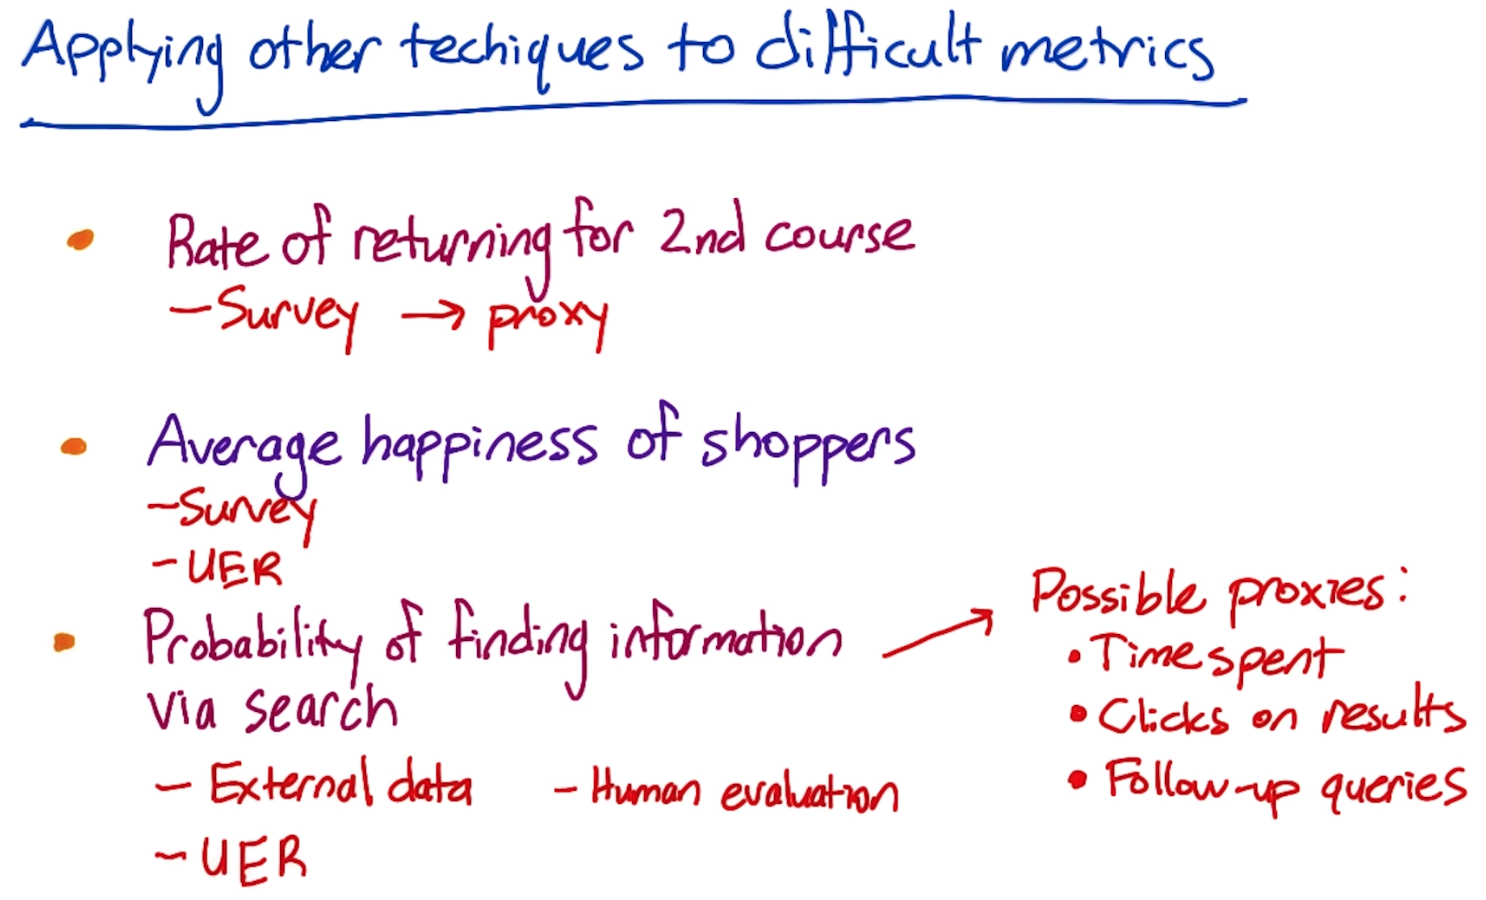 Applying other techiques to difficult metrics
• Rate of returning for 2nd course
- Survey → proxy
• Average happiness of shoppers
- Survey
- UER
• Probability of finding information →
via search
- External data - Human evaluation
- UER
Possible proxies:
• Time spent
• Clicks on results
• Follow-up queries